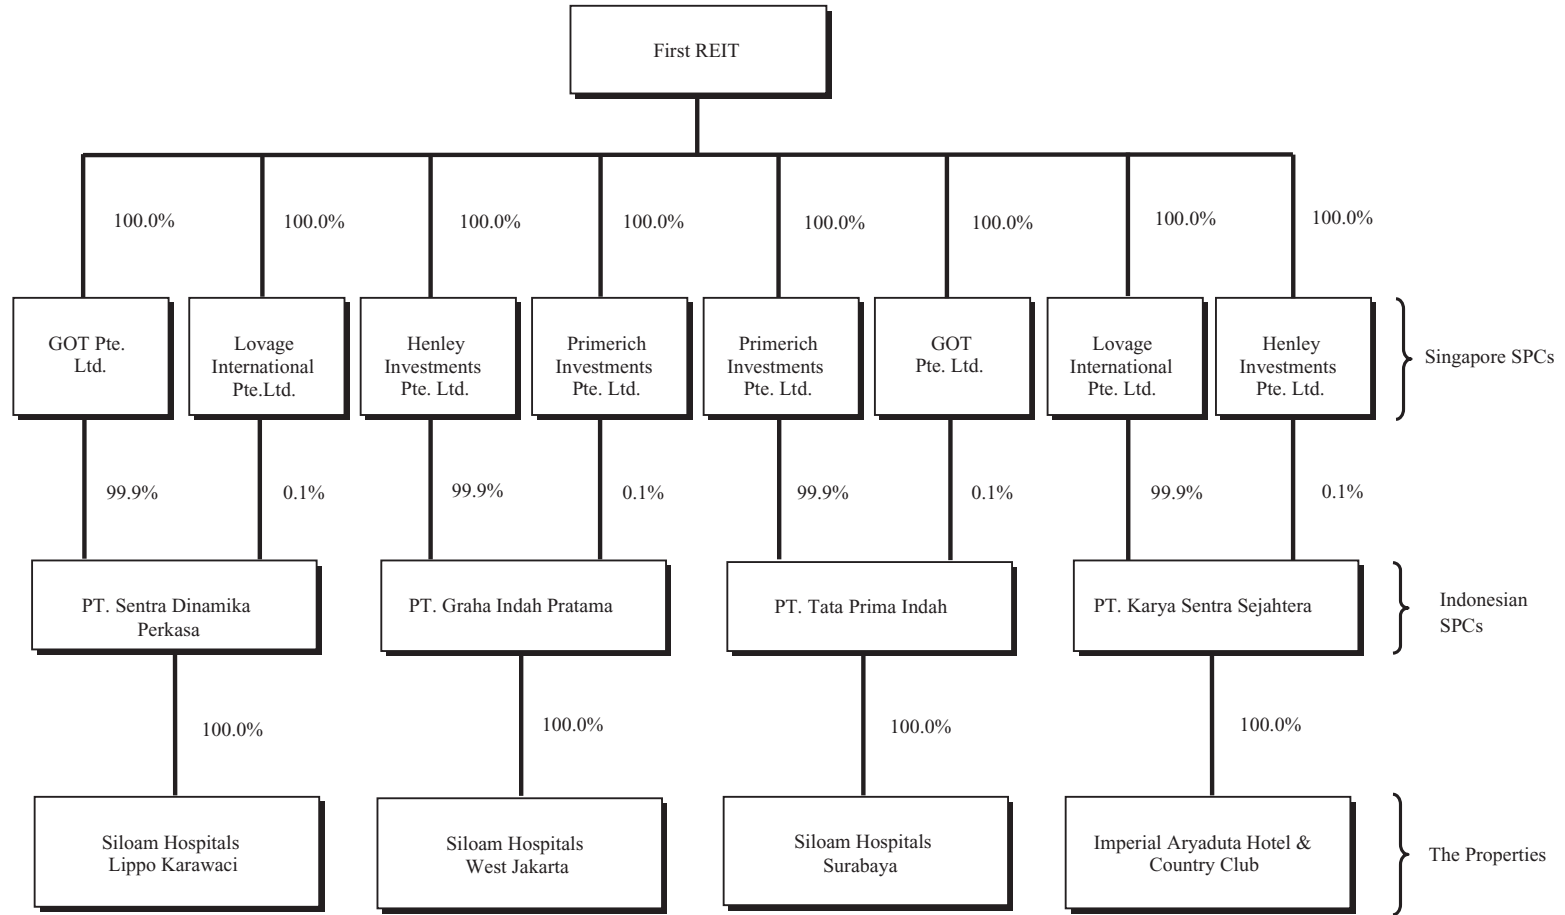 First REIT
100.0%
100.0%
100.0%
100.0%
100.0%
100.0%
100.0%
100.0%
GOT Pte.
Ltd.
Lovage
International
Pte.Ltd.
Henley
Investments
Pte. Ltd.
Primerich
Investments
Pte. Ltd.
Primerich
Investments
Pte. Ltd.
GOT
Pte. Ltd.
Lovage
International
Pte. Ltd.
Henley
Investments
Pte. Ltd.
Singapore SPCs
99.9%
0.1%
99.9%
0.1%
99.9%
0.1%
99.9%
0.1%
PT. Sentra Dinamika
Perkasa
PT. Graha Indah Pratama
PT. Tata Prima Indah
PT. Karya Sentra Sejahtera
Indonesian
SPCs
100.0%
100.0%
100.0%
100.0%
Siloam Hospitals
Lippo Karawaci
Siloam Hospitals
West Jakarta
Siloam Hospitals
Surabaya
Imperial Aryaduta Hotel &
Country Club
The Properties